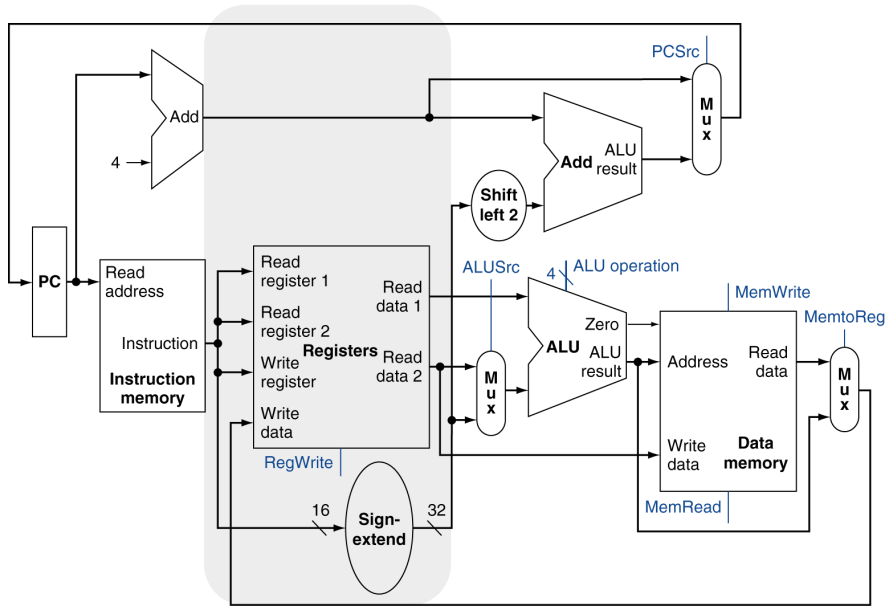 PCSrc
M
u
x
Add
4
Add
ALU
result
Shift
left 2
PC
Read
address
Instruction
Instruction
memory
Read
register 1
Read
register 2
Write
register
Write
data
Registers
Read
data 1
Read
data 2
RegWrite
ALUSrc
M
u
x
4
ALU operation
Zero
ALU
ALU
result
MemWrite
Address
Read
data
Write
data
Data
memory
MemRead
MemtoReg
M
u
x
16
Sign-
extend
32